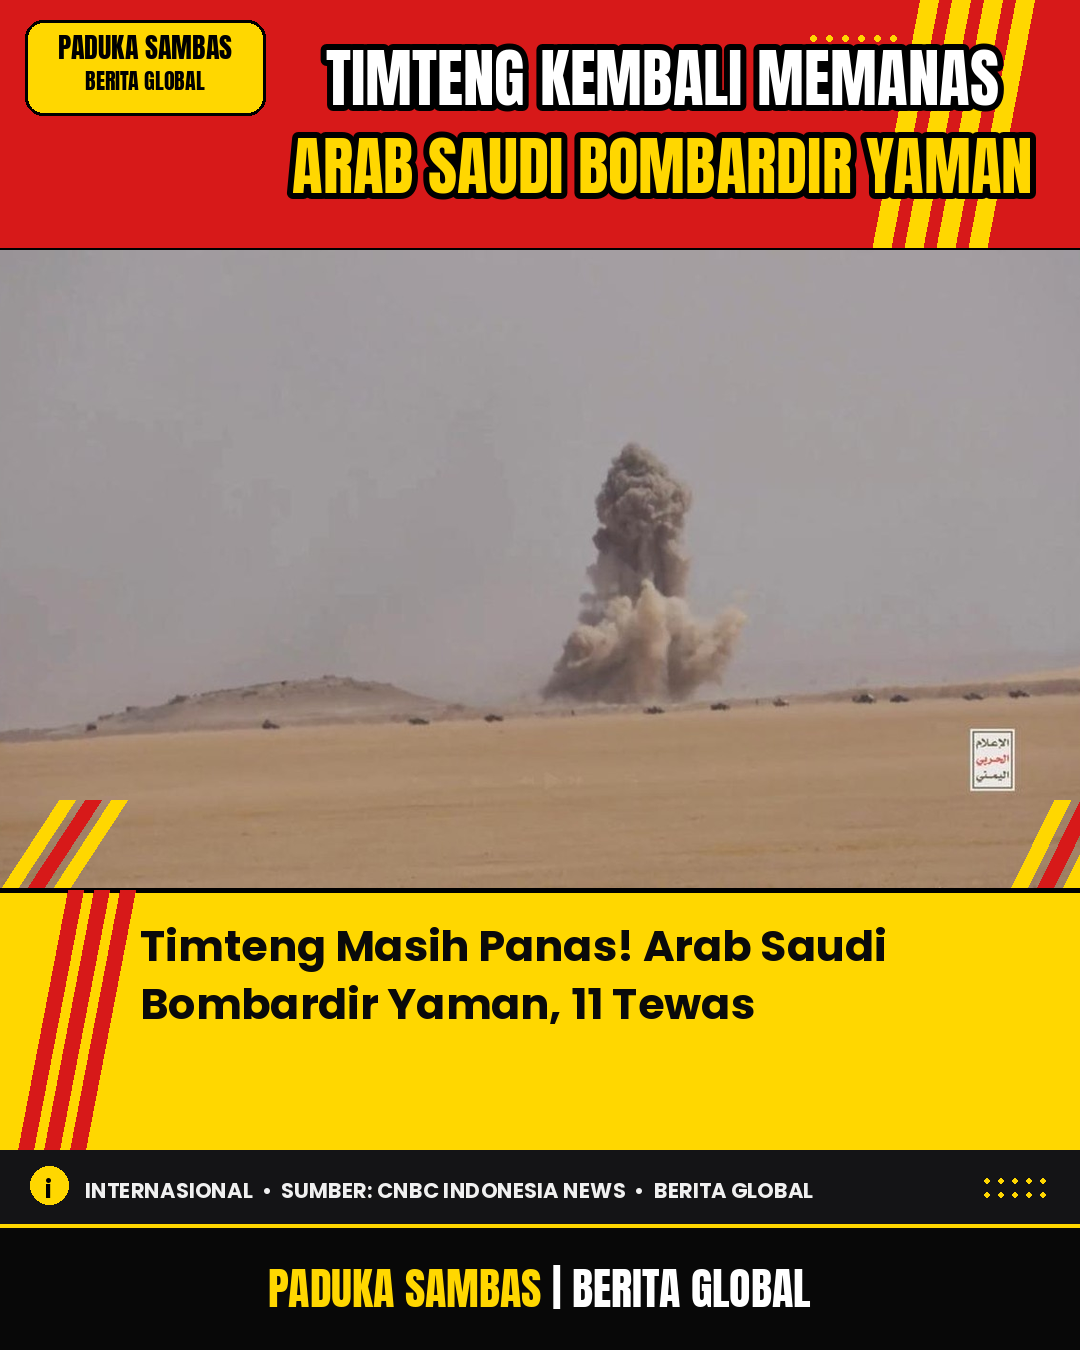 PADUKA SAMBAS
BERITA GLOBAL
TIMTENG KEMBALI MEMANAS
ARAB SAUDI BOMBARDIR YAMAN
الإعلام
الحربي
اليمني
Timteng Masih Panas! Arab Saudi
Bombardir Yaman, 11 Tewas
i INTERNASIONAL • SUMBER: CNBC INDONESIA NEWS • BERITA GLOBAL
PADUKA SAMBAS | BERITA GLOBAL